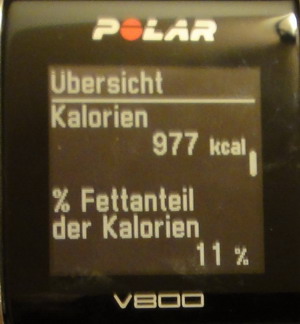 POLAR
Übersicht
Kalorien
977 kcal
% Fettanteil
der Kalorien
11 %
V800